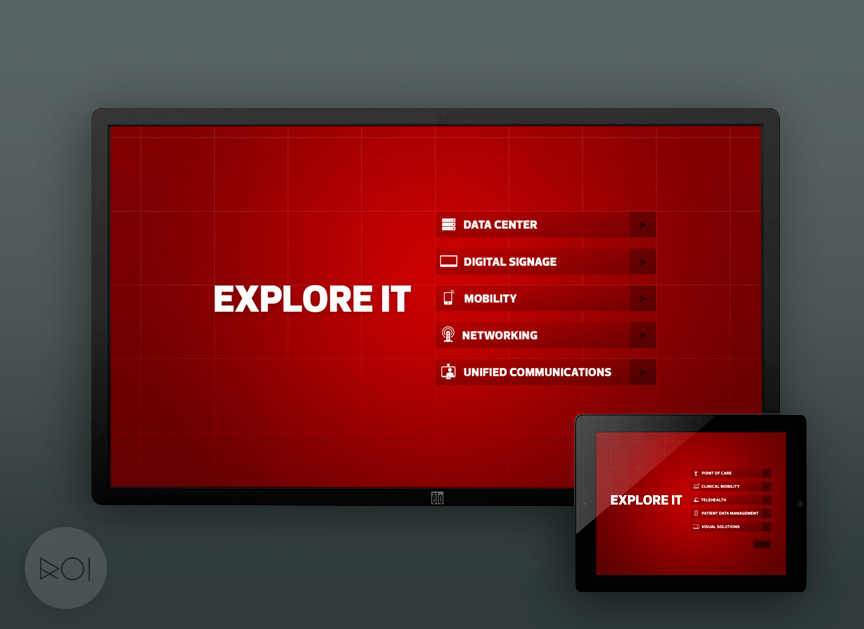 EXPLORE IT
DATA CENTER
DIGITAL SIGNAGE
MOBILITY
NETWORKING
UNIFIED COMMUNICATIONS
elo
EXPLORE IT
POINT OF CARE
CLINICAL MOBILITY
TELEHEALTH
PATIENT DATA MANAGEMENT
VISUAL SOLUTIONS